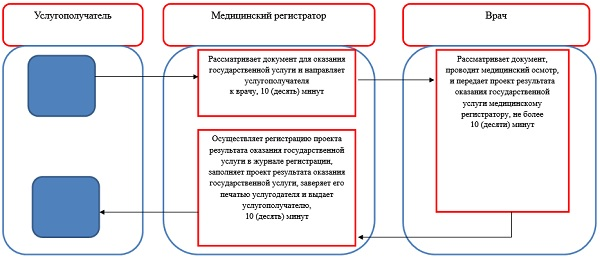 Услугополучатель
Медицинский регистратор
Врач
Рассматривает документ для оказания
государственной услуги и направляет
услугополучателя
к врачу, 10 (десять) минут
Рассматривает документ,
проводит медицинский осмотр,
и передает проект результата
оказания государственной
услуги медицинскому
регистратору, не более
10 (десяти) минут
Осуществляет регистрацию проекта
результата оказания государственной
услуги в журнале регистрации,
заполняет проект результата оказания
государственной услуги, заверяет его
печатью услугодателя и выдает
услугополучателю,
10 (десять) минут